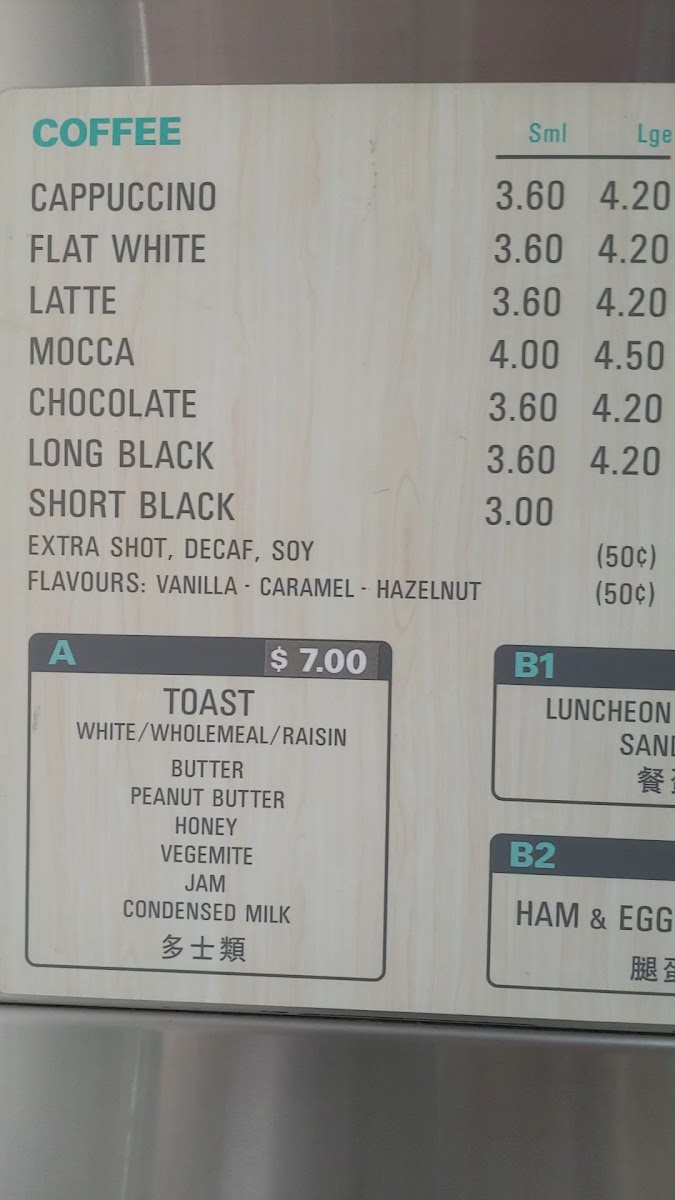 COFFEE Sml Lge
CAPPUCCINO 3.60 4.20
FLAT WHITE 3.60 4.20
LATTE 3.60 4.20
MOCCA 4.00 4.50
CHOCOLATE 3.60 4.20
LONG BLACK 3.60 4.20
SHORT BLACK 3.00
EXTRA SHOT, DECAF, SOY (50¢)
FLAVOURS: VANILLA - CARAMEL - HAZELNUT (50¢)
A $ 7.00
TOAST
WHITE/WHOLEMEAL/RAISIN
BUTTER
PEANUT BUTTER
HONEY
VEGEMITE
JAM
CONDENSED MILK
多士類
B1
LUNCHEON
餐
B2
HAM & EGG
腿蛋